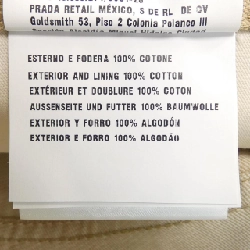 PRADA RETAIL MÉXICO, S DE RL DE CV
Goldsmith 53, Piso 2 Colonia Polanco III
ESTERNO E FODERA 100% COTONE
EXTERIOR AND LINING 100% COTTON
EXTÉRIEUR ET DOUBLURE 100% COTON
AUSSENSEITE UND FUTTER 100% BAUMWOLLE
EXTERIOR Y FORRO 100% ALGODÓN
EXTERIOR E FORRO 100% ALGODÃO